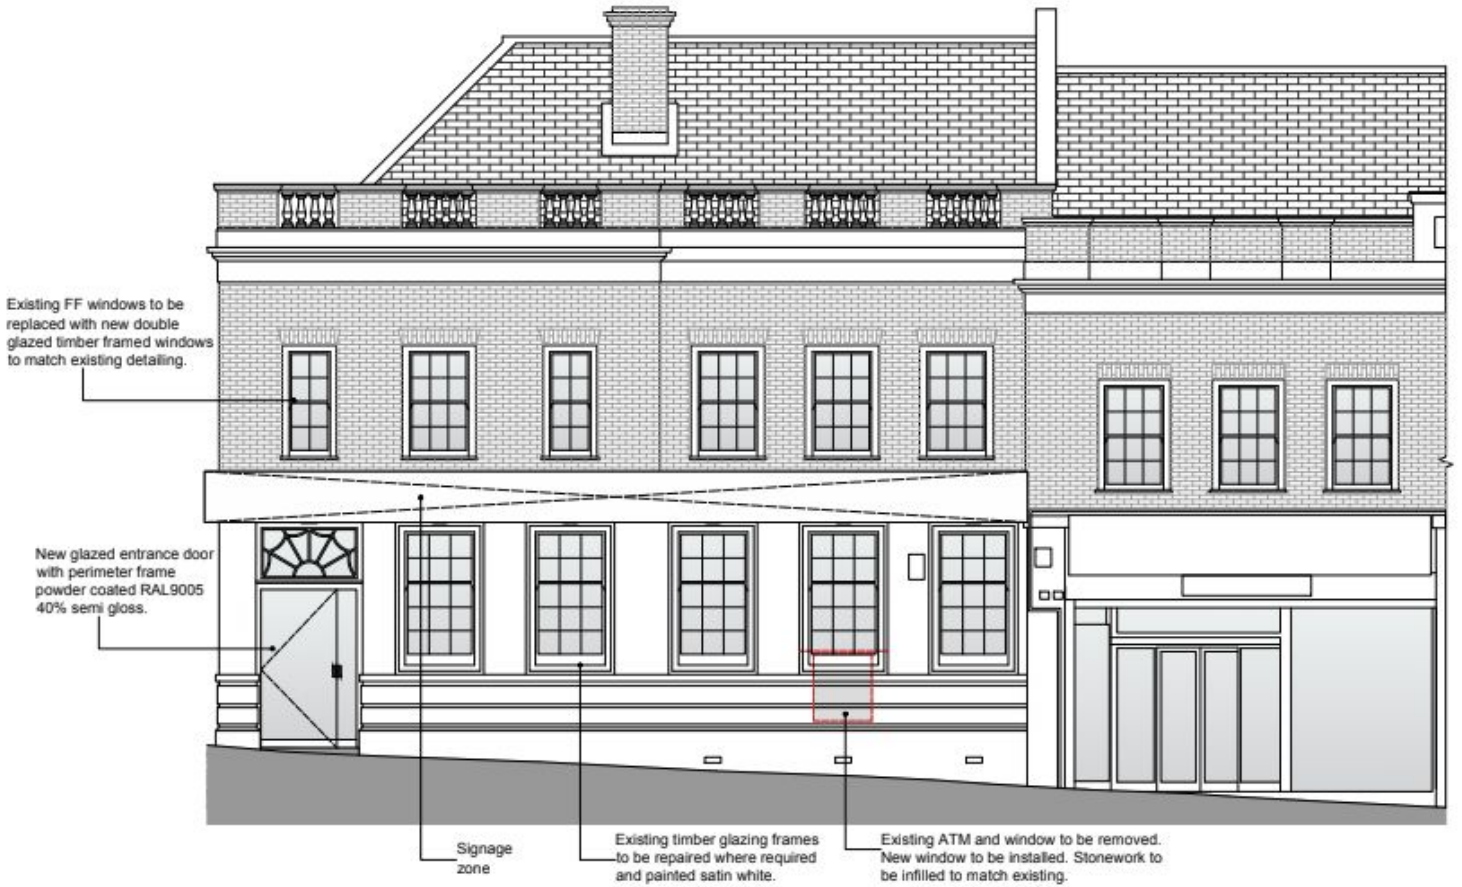 Existing FF windows to be
replaced with new double
glazed timber framed windows
to match existing detailing.
New glazed entrance door
with perimeter frame
powder coated RAL9005
40% semi gloss.
Signage
zone
Existing timber glazing frames
to be repaired where required
and painted satin white.
Existing ATM and window to be removed.
New window to be installed. Stonework to
be infilled to match existing.